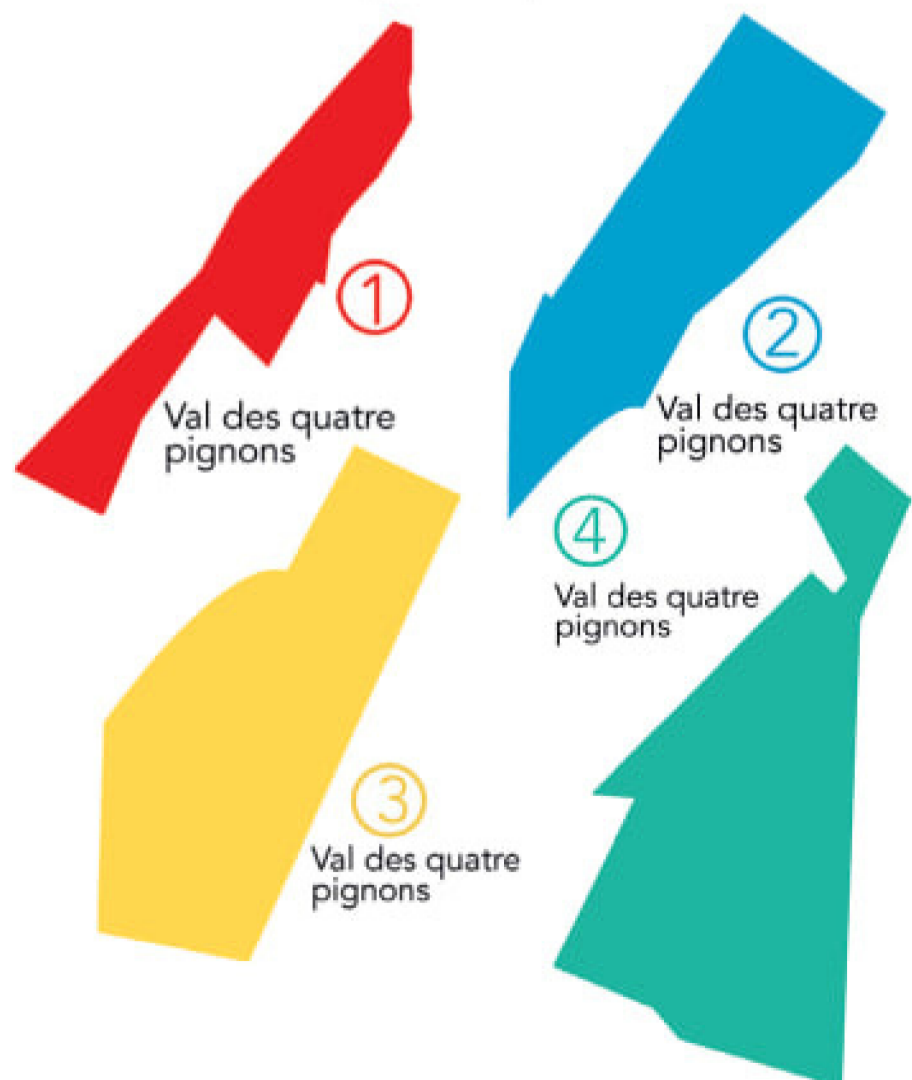 1
Val des quatre
pignons
2
Val des quatre
pignons
3
Val des quatre
pignons
4
Val des quatre
pignons